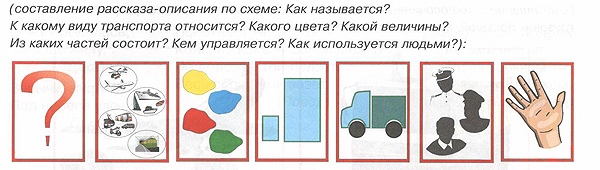 (составление рассказа-описания по схеме: Как называется?
К какому виду транспорта относится? Какого цвета? Какой величины?
Из каких частей состоит? Кем управляется? Как используется людьми?):
?